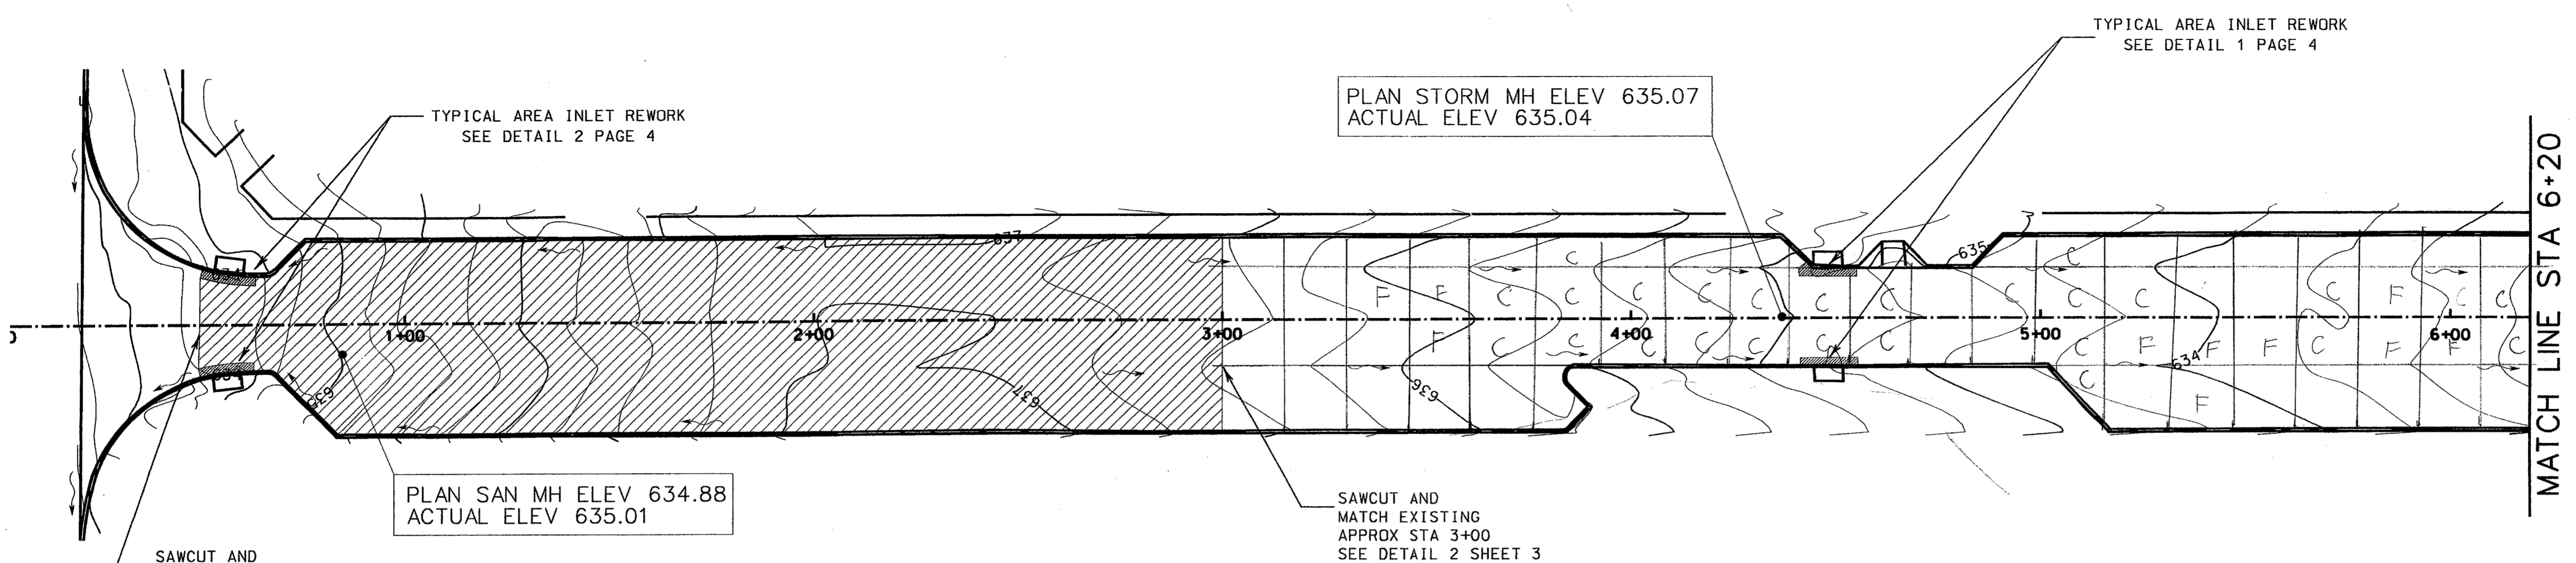 TYPICAL AREA INLET REWORK
SEE DETAIL 1 PAGE 4
PLAN STORM MH ELEV 635.07
ACTUAL ELEV 635.04
TYPICAL AREA INLET REWORK
SEE DETAIL 2 PAGE 4
MATCH LINE STA 6+20
637
635
C C
F F C C C C C C C C C F C C
1+00 2+00 3+00 4+00 5+00 6+00
F C C C C C C F F F C F F C
634
637
636
635
C
F
PLAN SAN MH ELEV 634.88
ACTUAL ELEV 635.01
SAWCUT AND
MATCH EXISTING
APPROX STA 3+00
SEE DETAIL 2 SHEET 3
SAWCUT AND